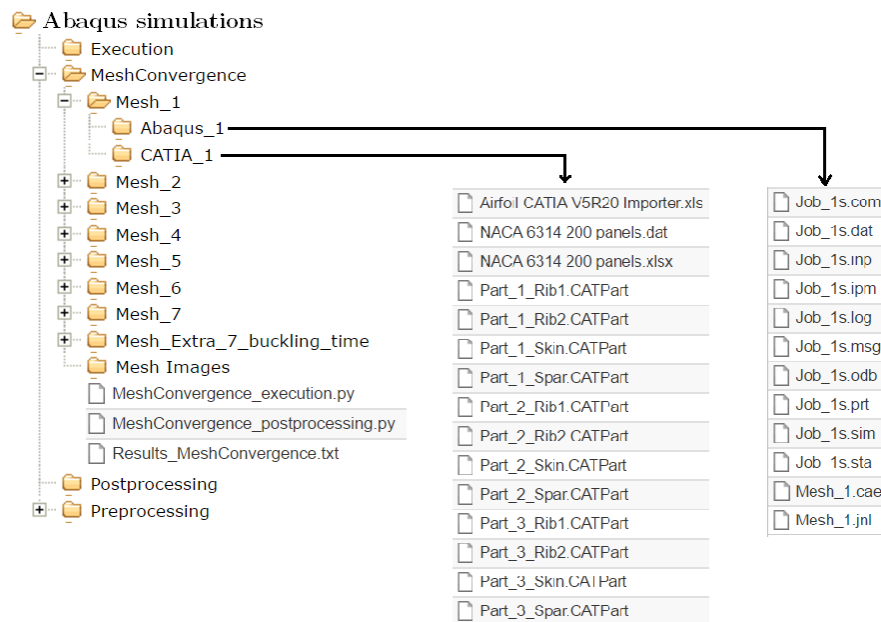 Abaqus simulations
Execution
MeshConvergence
Mesh_1
Abaqus_1
CATIA_1
Mesh_2
Mesh_3
Mesh_4
Mesh_5
Mesh_6
Mesh_7
Mesh_Extra_7_buckling_time
Mesh Images
MeshConvergence_execution.py
MeshConvergence_postprocessing.py
Results_MeshConvergence.txt
Postprocessing
Preprocessing
Airfoil CATIA V5R20 Importer.xls
NACA 6314 200 panels.dat
NACA 6314 200 panels.xlsx
Part_1_Rib1.CATPart
Part_1_Rib2.CATPart
Part_1_Skin.CATPart
Part_1_Spar.CATPart
Part_2_Rib1.CATPart
Part_2_Rib2.CATPart
Part_2_Skin.CATPart
Part_2_Spar.CATPart
Part_3_Rib1.CATPart
Part_3_Rib2.CATPart
Part_3_Skin.CATPart
Part_3_Spar.CATPart
Job_1s.com
Job_1s.dat
Job_1s.inp
Job_1s.ipm
Job_1s.log
Job_1s.msg
Job_1s.odb
Job_1s.prt
Job_1s.sim
Job_1s.sta
Mesh_1.cae
Mesh_1.jnl